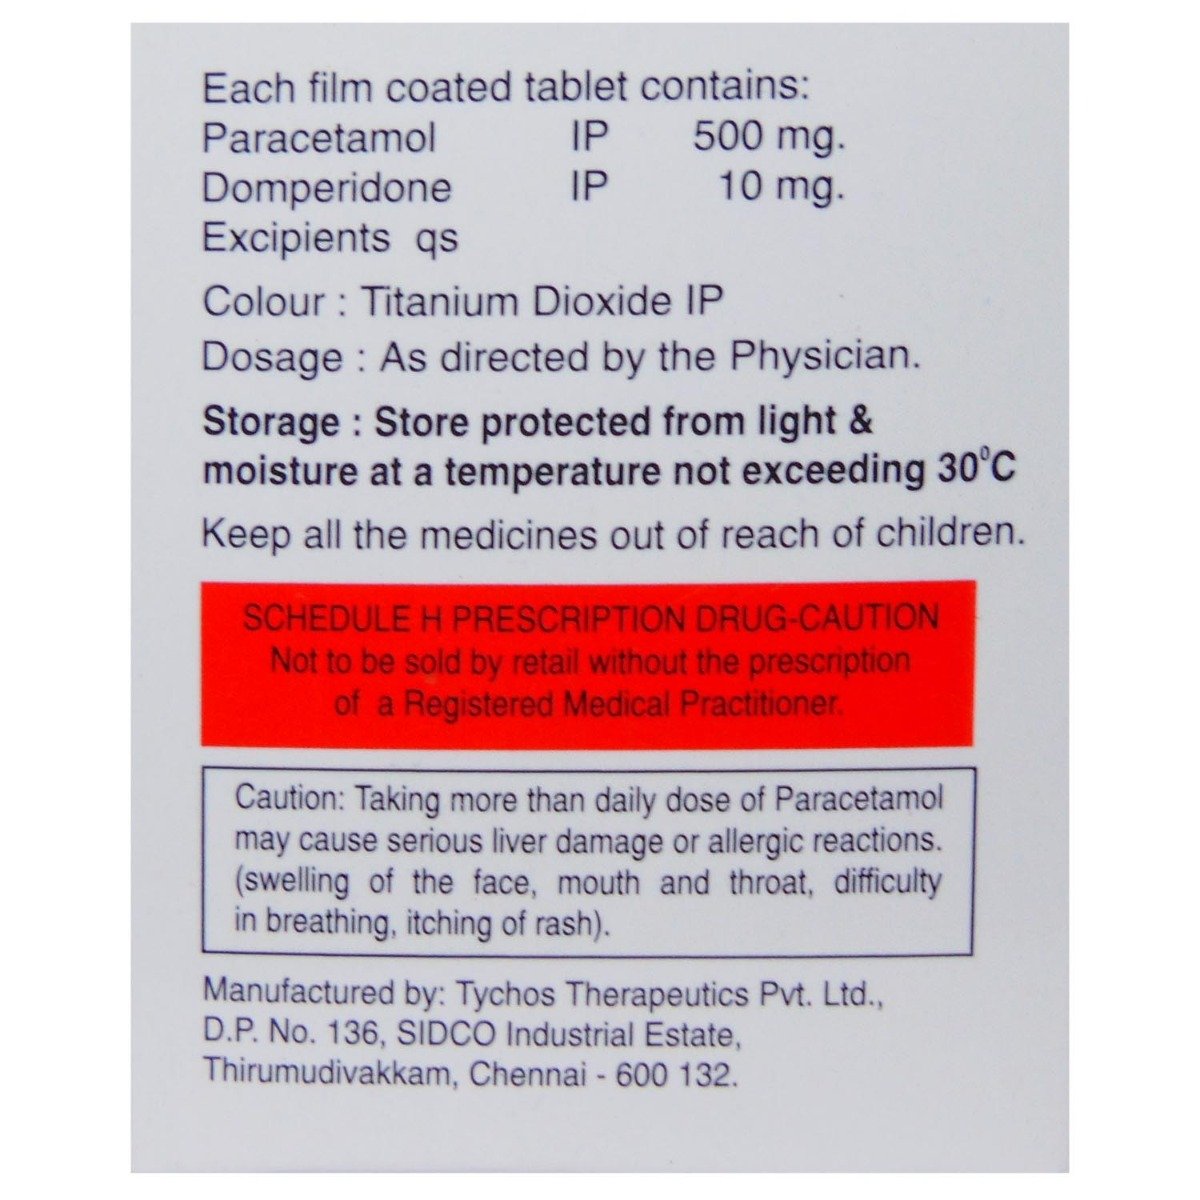 Each film coated tablet contains:
Paracetamol IP 500 mg.
Domperidone IP 10 mg.
Excipients qs
Colour : Titanium Dioxide IP
Dosage : As directed by the Physician.
Storage : Store protected from light &
moisture at a temperature not exceeding 30⁰C
Keep all the medicines out of reach of children.
SCHEDULE H PRESCRIPTION DRUG-CAUTION
Not to be sold by retail without the prescription
of a Registered Medical Practitioner.
Caution: Taking more than daily dose of Paracetamol
may cause serious liver damage or allergic reactions.
(swelling of the face, mouth and throat, difficulty
in breathing, itching of rash).
Manufactured by: Tychos Therapeutics Pvt. Ltd.,
D.P. No. 136, SIDCO Industrial Estate,
Thirumudivakkam, Chennai - 600 132.